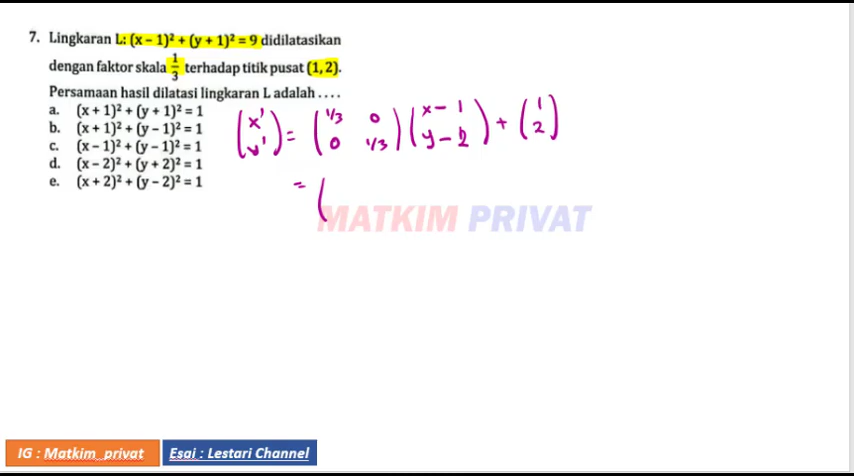 7. Lingkaran L: (x – 1)² + (y + 1)² = 9 didilatasikan
dengan faktor skala 1/3 terhadap titik pusat (1, 2).
Persamaan hasil dilatasi lingkaran L adalah . . . .
a. (x + 1)² + (y + 1)² = 1
b. (x + 1)² + (y – 1)² = 1
c. (x – 1)² + (y – 1)² = 1
d. (x – 2)² + (y + 2)² = 1
e. (x + 2)² + (y – 2)² = 1
(x' y') = (1/3 0 0 1/3) (x – 1 y – 2) + (1 2)
= (
MATKIM PRIVAT
IG : Matkim_privat
Esai : Lestari Channel